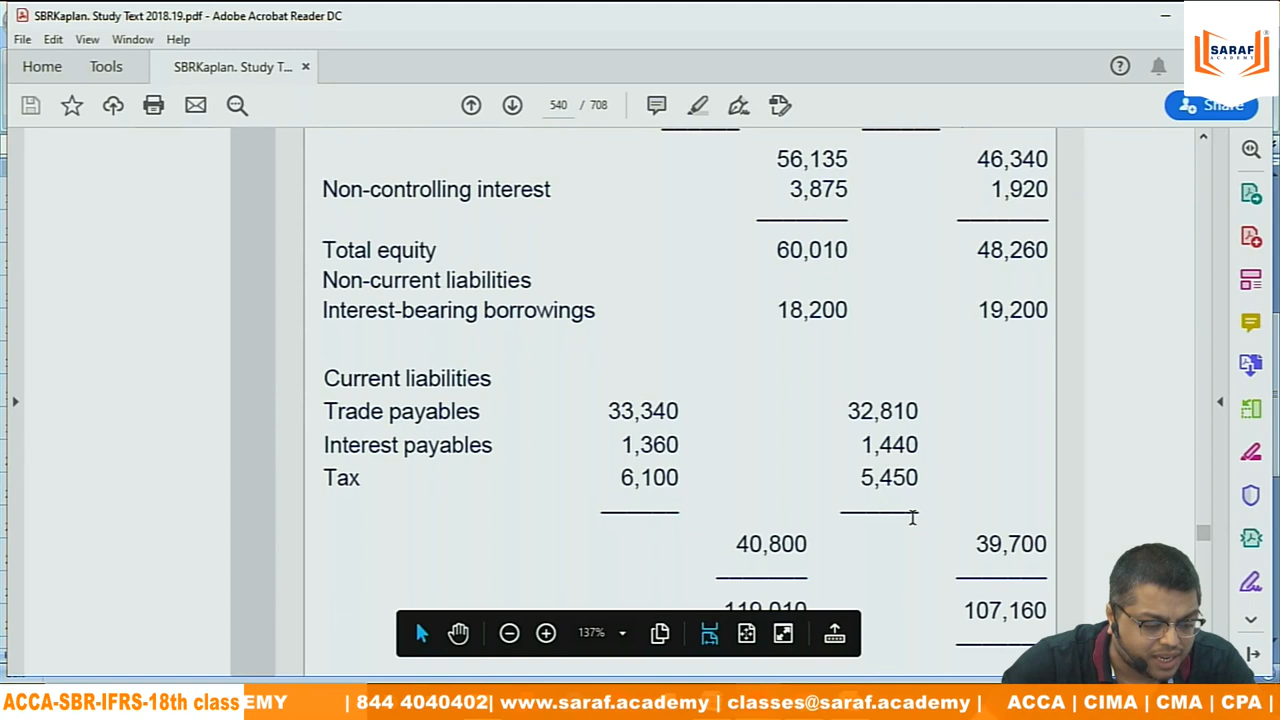 SBRKaplan. Study Text 2018.19.pdf - Adobe Acrobat Reader DC
File Edit View Window Help
Home Tools SBRKaplan. Study T... ×
540 / 708
Share
SARAF
ACADEMY
56,135 46,340
Non-controlling interest 3,875 1,920
Total equity 60,010 48,260
Non-current liabilities
Interest-bearing borrowings 18,200 19,200
Current liabilities
Trade payables 33,340 32,810
Interest payables 1,360 1,440
Tax 6,100 5,450
40,800 39,700
119,010 107,160
137%
ACCA-SBR-IFRS-18th class EMY | 844 4040402| www.saraf.academy | classes@saraf.academy | ACCA | CIMA | CMA | CPA |